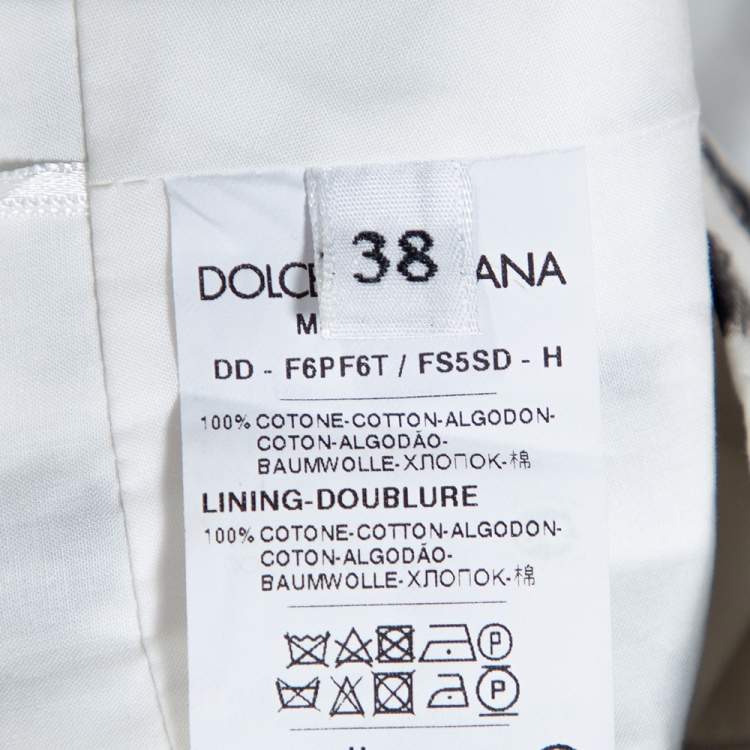 38
DOLCE ANA
M
DD - F6PF6T / FS5SD - H
100% COTONE-COTTON-ALGODON-
COTON-ALGODÃO-
BAUMWOLLE-ХЛОПОК-棉
LINING-DOUBLURE
100% COTONE-COTTON-ALGODON-
COTON-ALGODÃO-
BAUMWOLLE-ХЛОПОК-棉
P
P